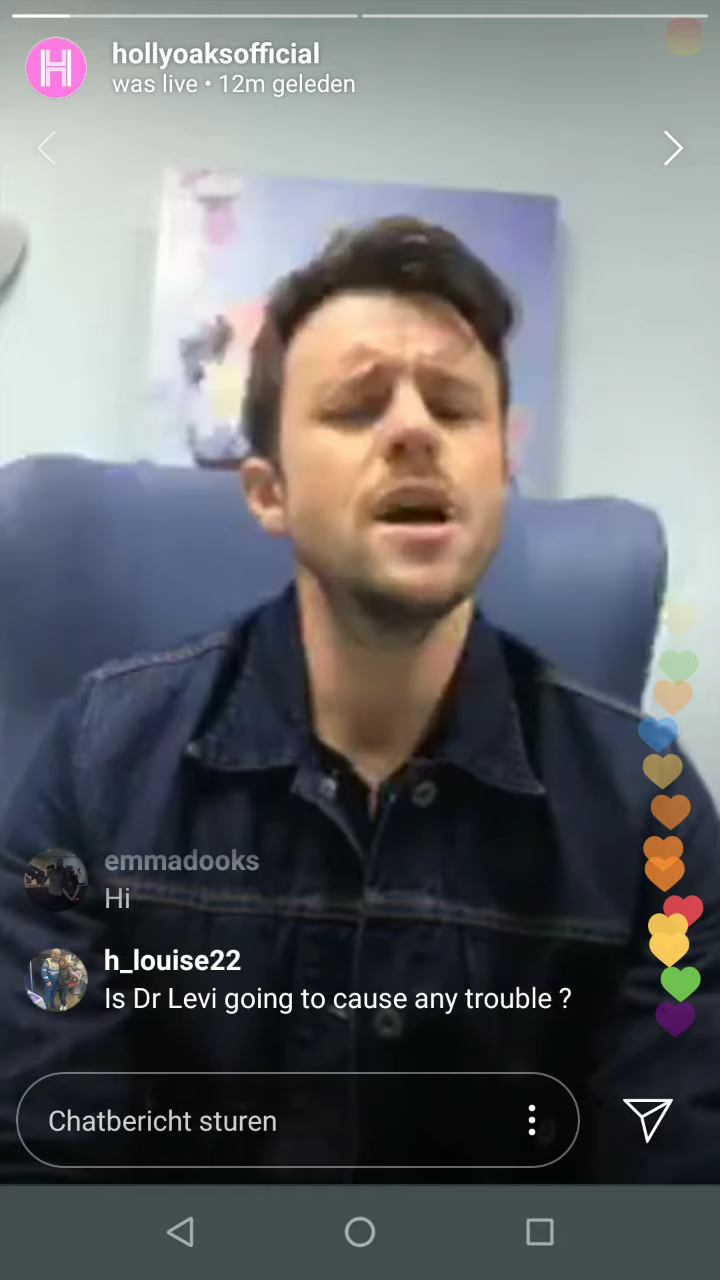 H
hollyoaksofficial
was live • 12m geleden
emmadooks
Hi
h_louise22
Is Dr Levi going to cause any trouble ?
Chatbericht sturen